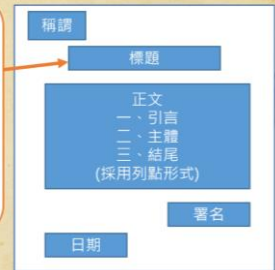 稱謂
標題
正文
一、引言
二、主體
三、結尾
(採用列點形式)
署名
日期